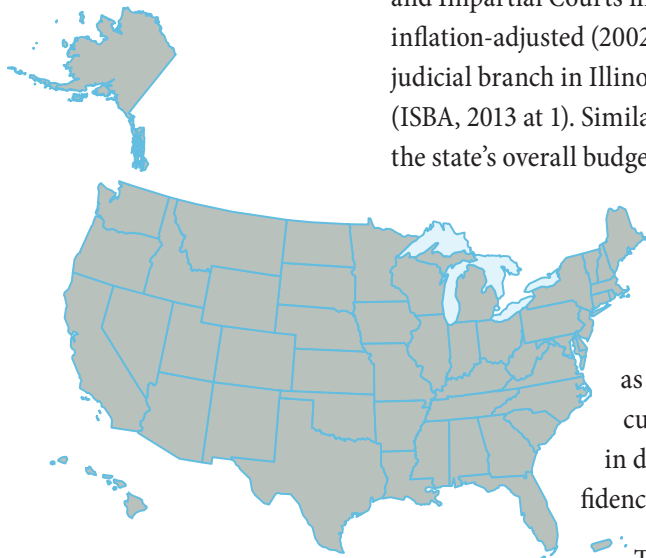 and Impartial Courts
inflation-adjusted (2002
judicial branch in Illino
(ISBA, 2013 at 1). Simila
the state's overall budge
as
cu
in d
fidenc
T